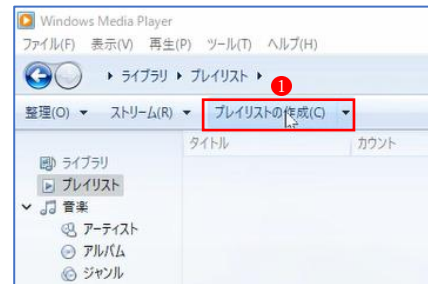 Windows Media Player
ファイル(F) 表示(V) 再生(P) ツール(T) ヘルプ(H)
ライブラリ プレイリスト
1
整理(O) ストリーム(R) プレイリストの作成(C)
タイトル カウント
ライブラリ
プレイリスト
音楽
アーティスト
アルバム
ジャンル